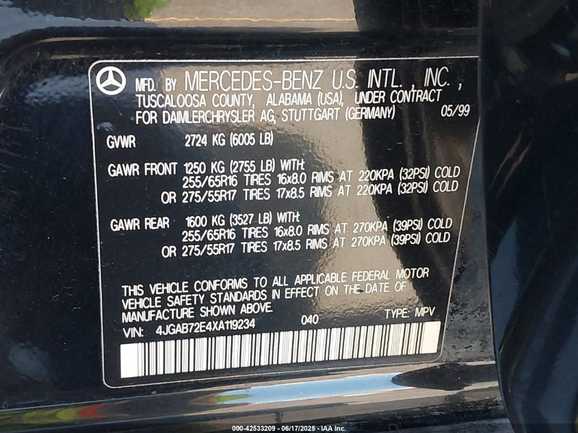 MFD. BY MERCEDES-BENZ U.S. INTL. INC.,
TUSCALOOSA COUNTY, ALABAMA (USA), UNDER CONTRACT
FOR DAIMLERCHRYSLER AG, STUTTGART (GERMANY) 05/99
GVWR 2724 KG (6005 LB)
GAWR FRONT 1250 KG (2755 LB) WITH:
255/65R16 TIRES 16x8.0 RIMS AT 220KPA (32PSI) COLD
OR 275/55R17 TIRES 17x8.5 RIMS AT 220KPA (32PSI) COLD
GAWR REAR 1600 KG (3527 LB) WITH:
255/65R16 TIRES 16x8.0 RIMS AT 270KPA (39PSI) COLD
OR 275/55R17 TIRES 17x8.5 RIMS AT 270KPA (39PSI) COLD
THIS VEHICLE CONFORMS TO ALL APPLICABLE FEDERAL MOTOR
VEHICLE SAFETY STANDARDS IN EFFECT ON THE DATE OF
MANUFACTURE SHOWN ABOVE.
VIN: 4JGAB72E4XA119234 040 TYPE: MPV
000-42533209 - 06/17/2025 - IAA Inc.